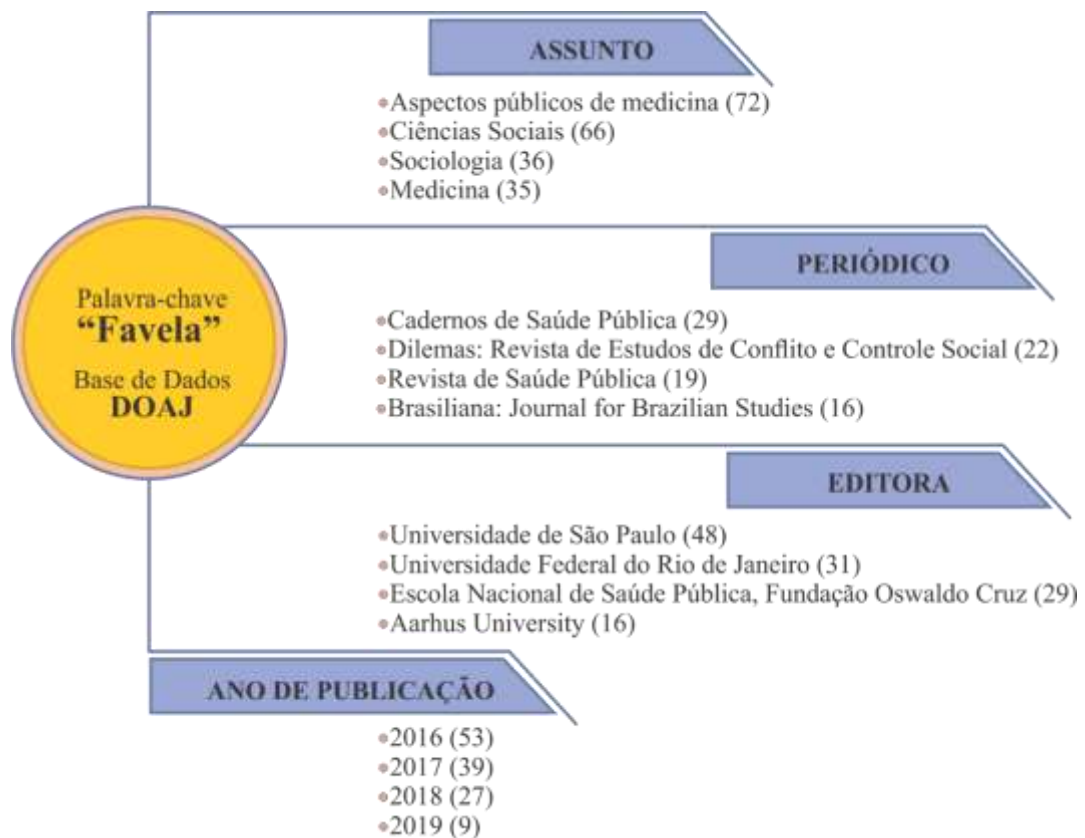 ASSUNTO
•Aspectos públicos de medicina (72)
•Ciências Sociais (66)
•Sociologia (36)
•Medicina (35)
Palavra-chave
“Favela”
Base de Dados
DOAJ
PERIÓDICO
•Cadernos de Saúde Pública (29)
•Dilemas: Revista de Estudos de Conflito e Controle Social (22)
•Revista de Saúde Pública (19)
•Brasiliana: Journal for Brazilian Studies (16)
EDITORA
•Universidade de São Paulo (48)
•Universidade Federal do Rio de Janeiro (31)
•Escola Nacional de Saúde Pública, Fundação Oswaldo Cruz (29)
•Aarhus University (16)
ANO DE PUBLICAÇÃO
•2016 (53)
•2017 (39)
•2018 (27)
•2019 (9)